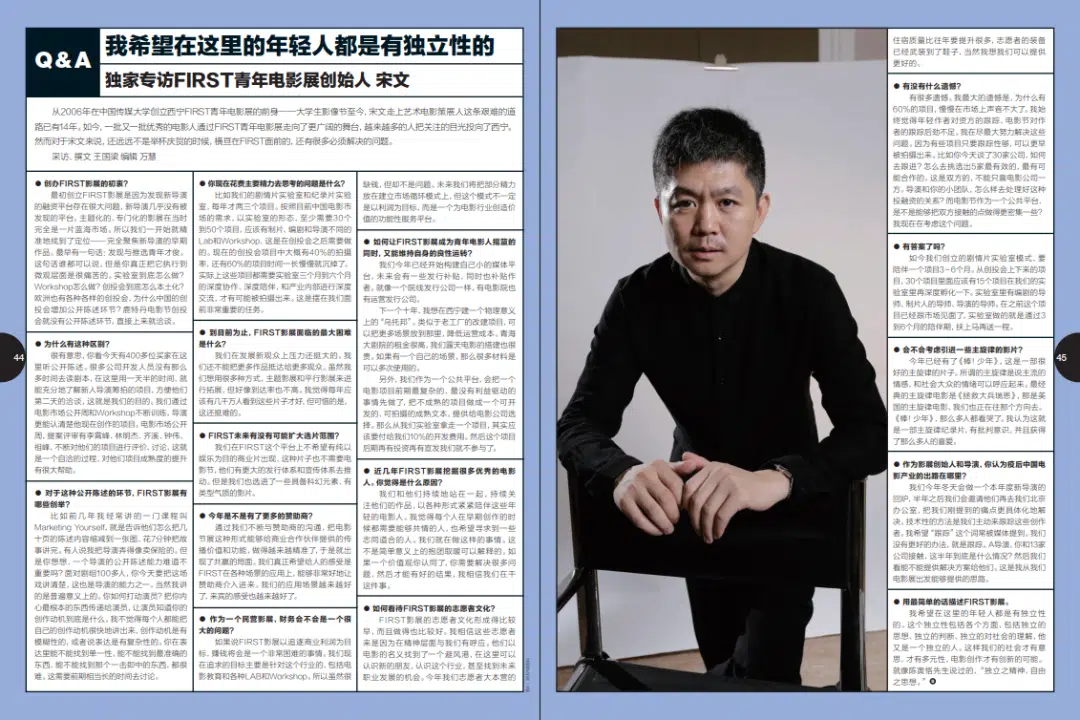 Q&A
我希望在这里的年轻人都是有独立性的
独家专访FIRST青年电影展创始人 宋文
从2006年在中国传媒大学创立西宁FIRST青年电影展的前身——大学生影像节至今，宋文走上艺术电影策展人这条艰难的道
路已有14年。如今，一批又一批优秀的电影人通过FIRST青年电影展走向了更广阔的舞台，越来越多的人把关注的目光投向了西宁。
然而对于宋文来说，还远远不是举杯庆贺的时候，横亘在FIRST面前的，还有很多必须解决的问题。
采访、撰文 王国梁 编辑 万慧
● 创办FIRST影展的初衷？
最初创立FIRST影展是因为发现新导演
的融资平台存在很大问题，新导演几乎没有被
发现的平台。主题化的、专门化的影展在当时
完全是一片蓝海市场。所以我们一开始就精
准地找到了定位——完全聚焦新导演的早期
作品。最早有一句话：发现与推选青年才俊。
这句话谁都可以说，但是你真正把它执行到
微观层面是很痛苦的，实验室到底怎么做？
Workshop怎么做？创投会到底怎么本土化？
欧洲也有各种各样的创投会，为什么中国的创
投会增加公开陈述环节？鹿特丹电影节创投
会就没有公开陈述环节，直接上来就洽谈。
● 为什么有这种区别？
很有意思，你看今天有400多位买家在这
里听公开陈述，很多公司开发人员没有那么
多时间去读剧本，在这里用一天半的时间，就
能充分地了解新人导演筹拍的项目，方便他们
第二天的洽谈，这就是我们的目的。我们通过
电影市场公开周和Workshop不断训练，导演
更能认清楚他现在创作的项目。电影市场公开
周，提案评审有李霄峰、林明杰、齐溪、钟伟、
相峰，不断对他们的项目进行评价、讨论，这就
是一个自洽的过程，对他们项目成熟度的提升
有很大帮助。
● 对于这种公开陈述的环节，FIRST影展有
哪些创举？
比如前几年我经常讲的一门课程叫
Marketing Yourself，就是告诉他们怎么把几
十页的陈述内容缩减到一张图，花7分钟把故
事讲完。有人说我把导演弄得像卖保险的，但
是你想想，一个导演的公开陈述能力难道不
重要吗？面对剧组100多人，你今天要把这场
戏讲清楚，这也是导演的能力之一。当然我讲
的是普遍意义上的，你如何打动演员？把你内
心最根本的东西传递给演员，让演员知道你的
创作动机到底是什么。我不觉得每个人都能把
自己的创作动机很快地讲出来，创作动机是有
模糊性的，或者说表达是有复杂性的，你在表
达里能不能找到单一性，能不能找到最准确的
东西，能不能找到那个一击即中的东西，都很
难。这需要前期相当长的时间去讨论。
● 你现在花费主要精力去思考的问题是什么？
比如我们的剧情片实验室和纪录片实验
室，每年才两三个项目，按照目前中国电影市
场的需求，以实验室的形态，至少需要30个
到50个项目，应该有制片、编剧和导演不同的
Lab和Workshop。这是在创投会之后需要做
的，现在的创投会项目中大概有40%的拍摄
率，还有60%的项目时间一长慢慢就沉掉了。
实际上这些项目都需要实验室三个月到六个月
的深度协作、深度陪伴，和产业内部进行深度
交流，才有可能被拍摄出来。这是摆在我们面
前非常重要的任务。
● 到目前为止，FIRST影展面临的最大困难
是什么？
我们在发展新观众上压力还挺大的，我
们还不能把更多作品抵达给更多观众。虽然我
们想用很多种方式，主题影展和平行影展来进
行拓展，但好像到达率也不高。我觉得每年应
该有几千万人看到这些片子才好，但可惜的是，
这还挺难的。
● FIRST未来有没有可能扩大选片范围？
我们在FIRST这个平台上不希望有纯以
娱乐为目的商业片出现，这种片子也不需要电
影节，他们有更大的发行体系和宣传体系去推
动。但是我们也选过了一些具备科幻元素、有
类型气质的影片。
● 今年是不是有了更多的赞助商？
通过我们不断与赞助商的沟通，把电影
节展这种形式能够给商业合作伙伴提供的传
播价值和功能，做得越来越精准了，于是就出
现了共赢的局面。我们真正希望给人的感受是
FIRST在各种场景的应用上，能够非常好地让
赞助商介入进来，我们的应用场景越来越好
了，来宾的感受也越来越好了。
● 作为一个民营影展，财务会不会是一个很
大的问题？
如果说FIRST影展以追逐商业利润为目
标，赚钱将会是一个非常困难的事情。我们现
在追求的目标主要是针对这个行业的，包括电
影教育和各种LAB和Workshop。所以虽然很
缺钱，但却不是问题。未来我们将把部分精力
放在建立市场循环模式上，但这个模式不一定
是以利润为目标，而是一个为电影行业创造价
值的功能性服务平台。
● 如何让FIRST影展成为青年电影人摇篮的
同时，又能维持自身的良性运转？
我们今年已经开始构建自己小的媒体平
台，未来会有一些发行补贴，同时也补贴作
者，就像一个院线发行公司一样，有电影院也
有运营发行公司。
下一个十年，我想在西宁建一个物理意义
上的“乌托邦”，类似于老工厂的改建项目，可
以把更多场景放到那里，降低运营成本，青海
大剧院的租金很高，我们露天电影的搭建也很
贵，如果有一个自己的场景，那么很多材料是
可以多次使用的。
另外，我们作为一个公共平台，会把一个
电影项目前期最复杂的、最没有利益驱动的
事情先做了，把不成熟的项目做成一个可开
发的、可拍摄的成熟文本，提供给电影公司选
择，那么从我们实验室拿走一个项目，其实应
该要付给我们10%的开发费用，然后这个项目
后期再有投资再有宣发我们就不参与了。
● 近几年FIRST影展挖掘很多优秀的电影
人，你觉得是什么原因？
我们和他们持续地站在一起，持续关
注他们的作品，以各种形式紧紧陪伴这些年
轻的电影人。我觉得每个人在早期创作的时
候都需要能够共情的人，也希望寻求到一些
志同道合的人。我们就在做这样的事情，这
不是简单意义上的抱团取暖可以解释的，如
果一个价值观你认同了，你需要解决很多问
题，然后才能有好的结果，我相信我们在干
这件事。
● 如何看待FIRST影展的志愿者文化？
FIRST影展的志愿者文化形成得比较
早，而且做得也比较好。我相信这些志愿者
来是因为在精神层面与我们有呼应，他们以
电影的名义找到了一个避风港，在这里可以
认识新的朋友、认识这个行业，甚至找到未来
职业发展的机会。今年我们志愿者大本营的
住宿质量比往年要提升很多，志愿者的装备
已经武装到了鞋子，当然我想我们可以提供
更好的。
● 有没有什么遗憾？
有很多遗憾。我最大的遗憾是，为什么有
60%的项目，慢慢在市场上声音不大了。我始
终觉得年轻作者对资方的跟踪、电影节对作
者的跟踪后劲不足，我在尽最大努力解决这些
问题，因为有些项目只要跟踪性够，可以更早
被拍摄出来。比如你今天谈了30家公司，如何
去跟进？怎么去挑选出5家最有效的、最有可
能合作的，这是双方的，不能只靠电影公司一
方，导演和你的小团队，怎么样去处理好这种
投融资的关系？而电影节作为一个公共平台，
是不是能够把双方接触的点做得更密集一些？
我现在在考虑这个问题。
● 有答案了吗？
如今我们创立的剧情片实验室模式，要
陪伴一个项目3-6个月。从创投会上下来的项
目，30个项目里面应该有15个项目在我们的实
验室里再深度孵化一下。实验室里有编剧的导
师、制片人的导师、导演的导师，在之前这个项
目已经跟市场见面了，实验室做的就是通过3
到6个月的陪伴期，扶上马再送一程。
● 会不会考虑引进一些主旋律的影片？
今年已经有了《棒！少年》，这是一部很
好的主旋律的片子。所谓的主旋律是说主流的
情感，和社会大众的情绪可以呼应起来。最经
典的主旋律电影是《拯救大兵瑞恩》，那是美
国的主旋律电影，我们也正在往那个方向去。
《棒！少年》，那么多人都看哭了，我认为这就
是一部主旋律纪录片，有批判意识，并且获得
了那么多人的喜爱。
● 作为影展创始人和导演，你认为疫后中国电
影产业的出路在哪里？
我们今年冬天会做一个本年度新导演的
回炉，半年之后我们会邀请他们再去我们北京
办公室，把我们刚提到的痛点更具体化地解
决，技术性的方法是我们主动来跟踪这些创作
者。我希望“跟踪”这个词常被媒体提到，我们
没有更好的办法，就是跟踪。A导演，你和13家
公司接触，这半年到底是什么情况？然后我们
看能不能提供解决方案给他们，这是我从我们
电影展出发能够提供的思路。
● 用最简单的话描述FIRST影展。
我希望在这里的年轻人都是有独立性
的，这个独立性包括各个方面，包括独立的
思想、独立的判断、独立的对社会的理解，他
又是一个独立的人，这样我们的社会才有意
思，才有多元性，电影创作才有创新的可能。
就像陈寅恪先生说过的，“独立之精神，自由
之思想。”
44
45